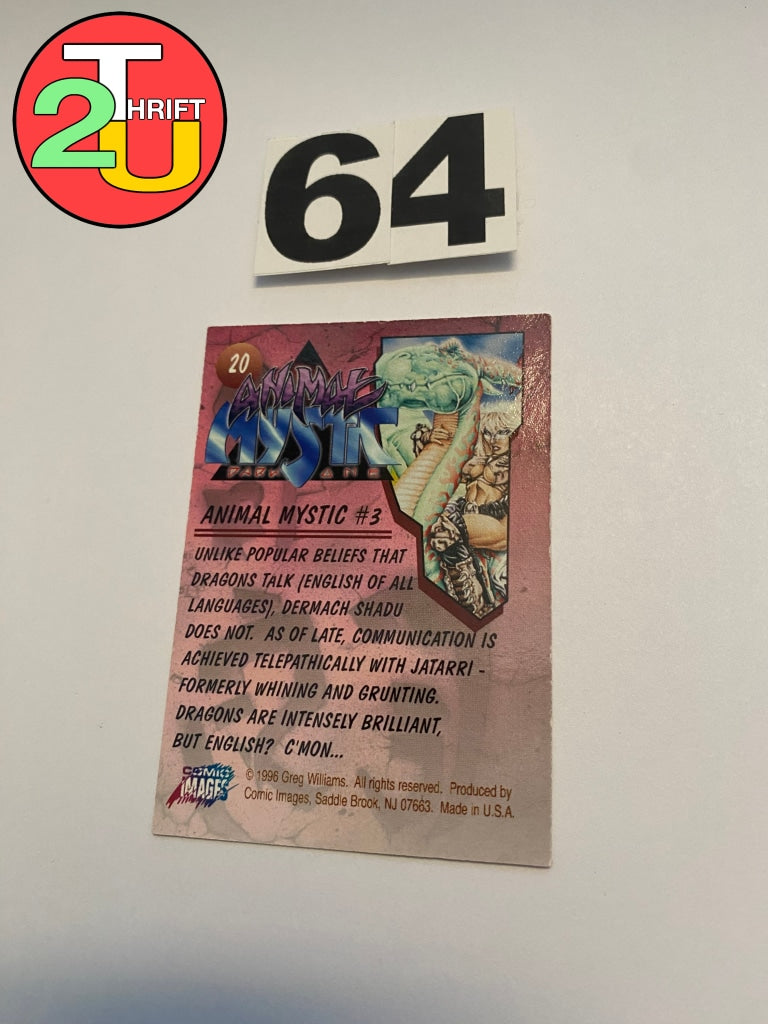 2 THRIFT U
64
20
ANIMAL
MYSTIC
DARK ONE
ANIMAL MYSTIC #3
UNLIKE POPULAR BELIEFS THAT
DRAGONS TALK (ENGLISH OF ALL
LANGUAGES), DERMACH SHADU
DOES NOT. AS OF LATE, COMMUNICATION IS
ACHIEVED TELEPATHICALLY WITH JATARRI -
FORMERLY WHINING AND GRUNTING.
DRAGONS ARE INTENSELY BRILLIANT,
BUT ENGLISH? C'MON...
COMIC
IMAGES
© 1996 Greg Williams. All rights reserved. Produced by
Comic Images, Saddle Brook, NJ 07663. Made in U.S.A.